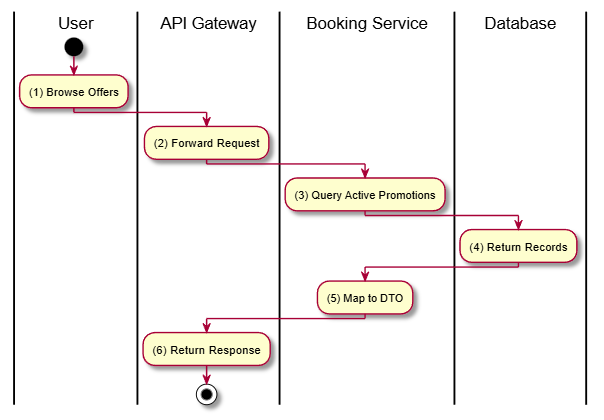 User API Gateway Booking Service Database
(1) Browse Offers
(2) Forward Request
(3) Query Active Promotions
(4) Return Records
(5) Map to DTO
(6) Return Response